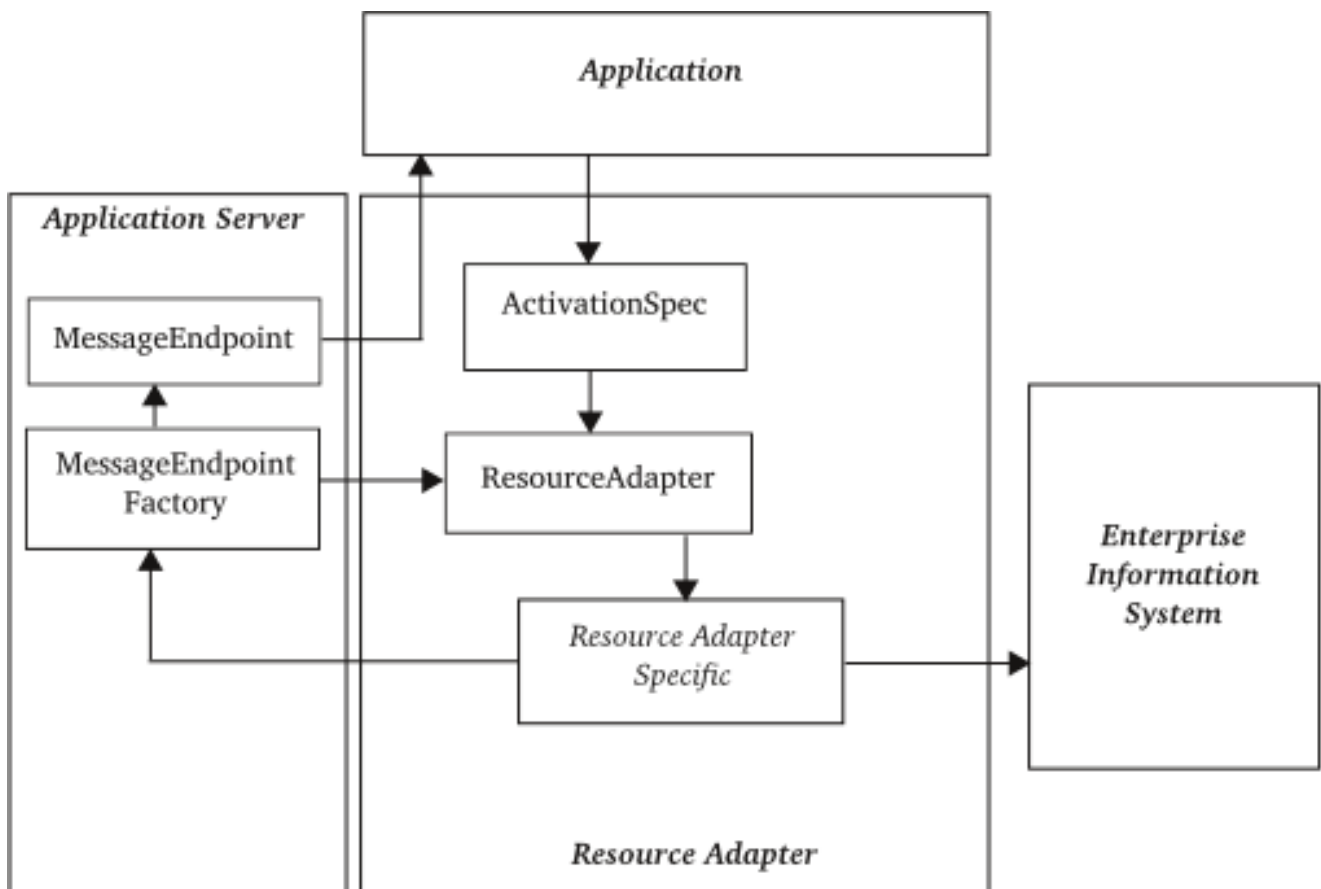 Application
Application Server
MessageEndpoint
MessageEndpoint
Factory
ActivationSpec
ResourceAdapter
Resource Adapter
Specific
Resource Adapter
Enterprise
Information
System